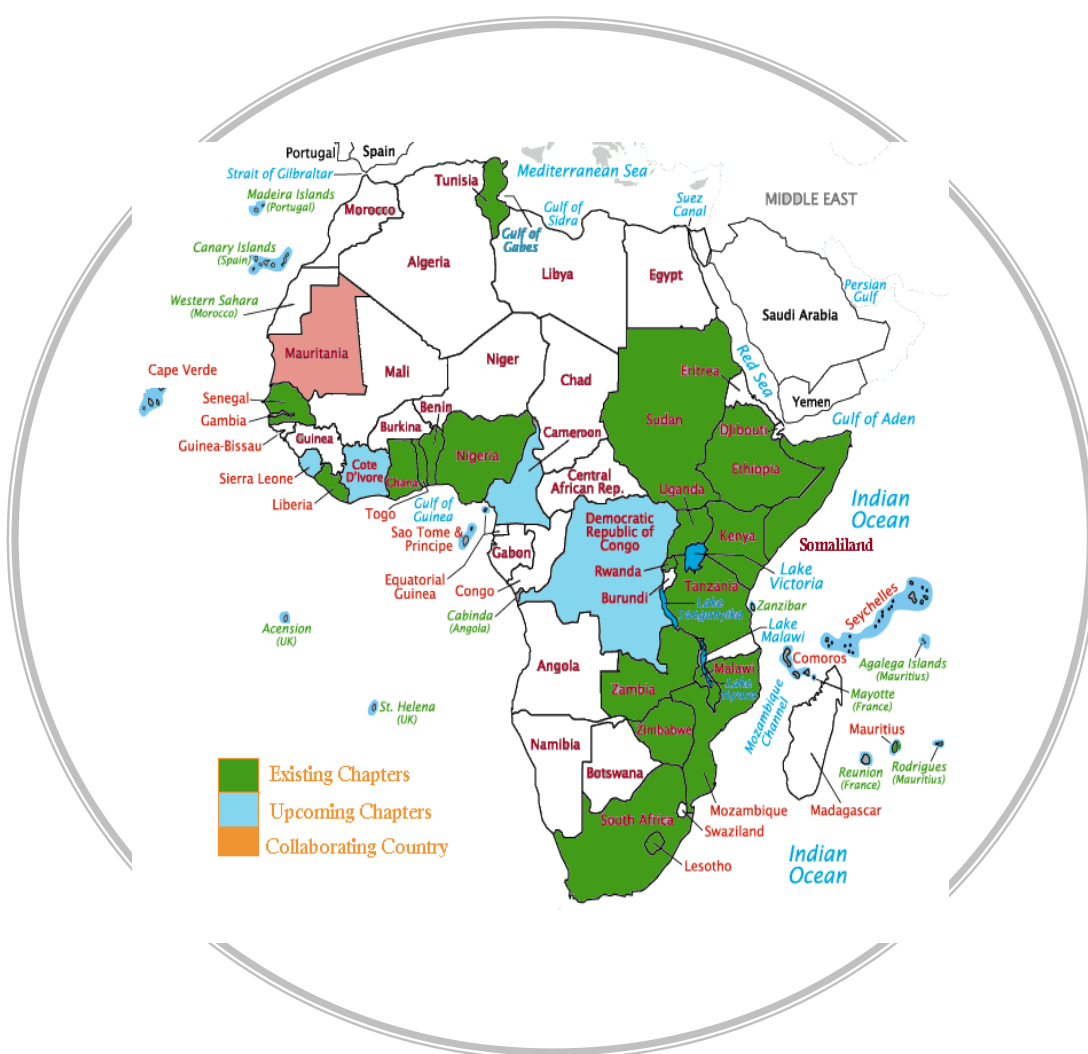 Portugal
Spain
Strait of Gilbraltar
Madeira Islands
(Portugal)
Tunisia
Mediterranean Sea
MIDDLE EAST
Suez
Canal
Morocco
Gulf of
Sidra
Gulf of
Gabes
Canary Islands
(Spain)
Algeria
Libya
Egypt
Persian
Gulf
Western Sahara
(Morocco)
Saudi Arabia
Mauritania
Mali
Niger
Chad
Red Sea
Cape Verde
Eritrea
Senegal
Yemen
Gambia
Benin
Burkina
Sudan
Gulf of Aden
Guinea-Bissau
Guinea
Cameroon
DJibouti
Nigeria
Cote
D'Ivore
Ethiopia
Sierra Leone
Ghana
Central
African Rep.
Uganda
Liberia
Togo
Gulf of
Guinea
Indian
Ocean
Sao Tome &
Principe
Democratic
Republic of
Congo
Kenya
Somaliland
Gabon
Rwanda
Lake
Victoria
Equatorial
Guinea
Congo
Burundi
Tanzania
Zanzibar
Lake
Cabinda
(Angola)
Seychelles
Acension
(UK)
Lake
Malawi
Angola
Malawi
Comoros
Agalega Islands
(Mauritius)
Lake
Zambia
Mayotte
(France)
St. Helena
(UK)
Mozambique
Channel
Zimbabwe
Mauritius
Namibia
Botswana
Reunion
(France)
Rodrigues
(Mauritius)
Existing Chapters
Upcoming Chapters
Collaborating Country
South Africa
Mozambique
Madagascar
Swaziland
Lesotho
Indian
Ocean